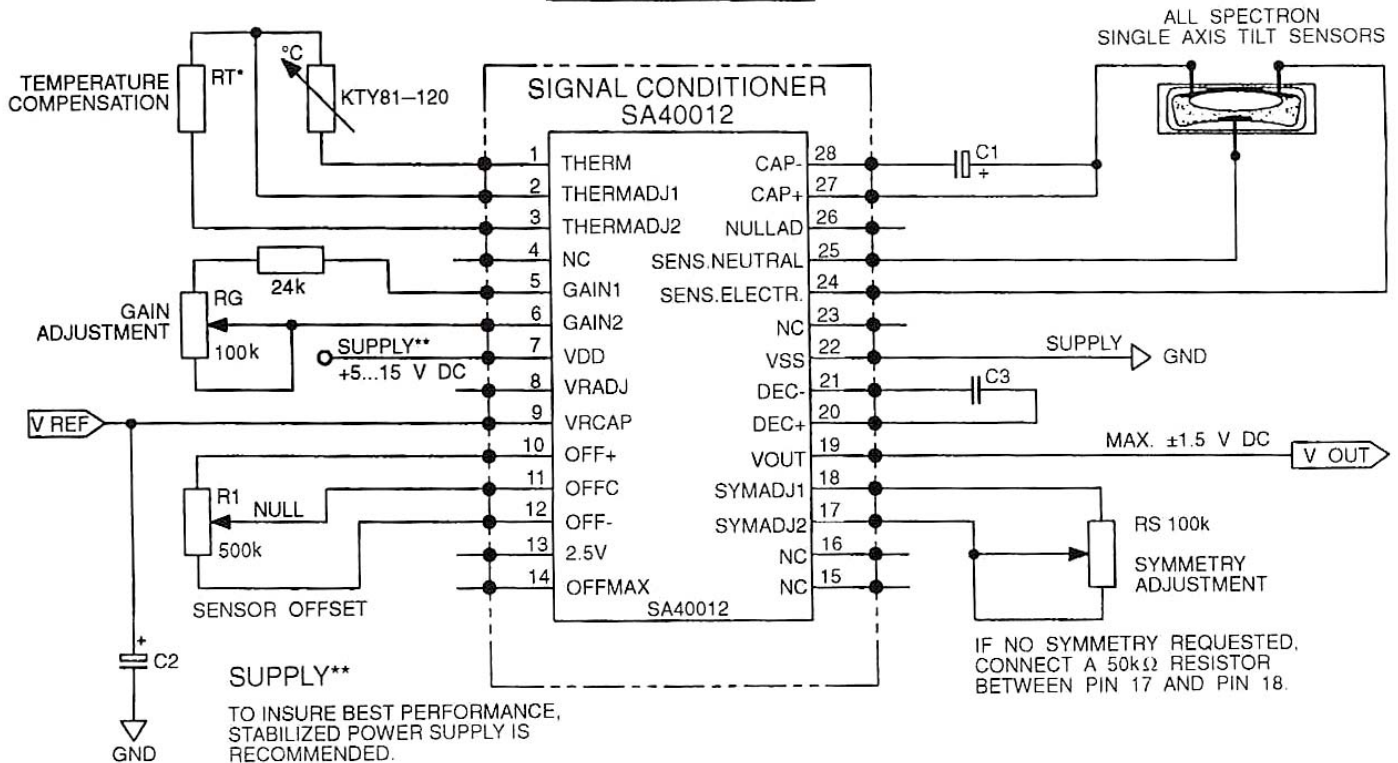 ALL SPECTRON
SINGLE AXIS TILT SENSORS
TEMPERATURE
COMPENSATION
RT*
°C
KTY81-120
SIGNAL CONDITIONER
SA40012
1 THERM
2 THERMADJ1
3 THERMADJ2
4 NC
5 GAIN1
6 GAIN2
7 VDD
8 VRADJ
9 VRCAP
10 OFF+
11 OFFC
12 OFF-
13 2.5V
14 OFFMAX
CAP- 28
CAP+ 27
NULLAD 26
SENS.NEUTRAL 25
SENS.ELECTR. 24
NC 23
VSS 22
DEC- 21
DEC+ 20
VOUT 19
SYMADJ1 18
SYMADJ2 17
NC 16
NC 15
SA40012
C1
+
24k
GAIN
ADJUSTMENT
RG
100k
SUPPLY**
+5...15 V DC
V REF
R1
NULL
500k
SENSOR OFFSET
+
C2
GND
SUPPLY
GND
C3
MAX. ±1.5 V DC
V OUT
RS 100k
SYMMETRY
ADJUSTMENT
IF NO SYMMETRY REQUESTED,
CONNECT A 50kΩ RESISTOR
BETWEEN PIN 17 AND PIN 18.
SUPPLY**
TO INSURE BEST PERFORMANCE,
STABILIZED POWER SUPPLY IS
RECOMMENDED.